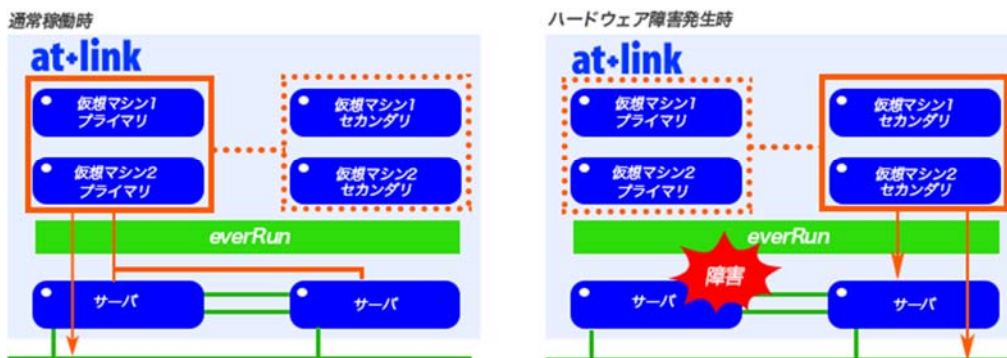 通常稼働時
at+link
仮想マシン1
プライマリ
仮想マシン1
セカンダリ
仮想マシン2
プライマリ
仮想マシン2
セカンダリ
everRun
サーバ
サーバ
ハードウェア障害発生時
at+link
仮想マシン1
プライマリ
仮想マシン1
セカンダリ
仮想マシン2
プライマリ
仮想マシン2
セカンダリ
everRun
障害
サーバ
サーバ